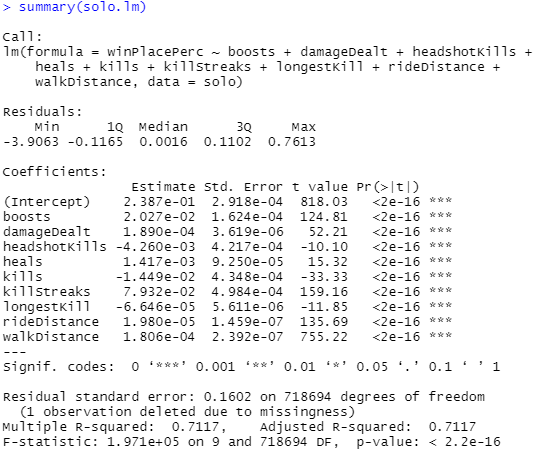 > summary(solo.lm)
Call:
lm(formula = winPlacePerc ~ boosts + damageDealt + headshotKills +
    heals + kills + killStreaks + longestKill + rideDistance +
    walkDistance, data = solo)
Residuals:
    Min      1Q  Median      3Q     Max
-3.9063 -0.1165  0.0016  0.1102  0.7613
Coefficients:
                Estimate Std. Error t value Pr(>|t|)
(Intercept)    2.387e-01  2.918e-04  818.03   <2e-16 ***
boosts         2.027e-02  1.624e-04  124.81   <2e-16 ***
damageDealt    1.890e-04  3.619e-06   52.21   <2e-16 ***
headshotKills -4.260e-03  4.217e-04  -10.10   <2e-16 ***
heals          1.417e-03  9.250e-05   15.32   <2e-16 ***
kills         -1.449e-02  4.348e-04  -33.33   <2e-16 ***
killStreaks    7.932e-02  4.984e-04  159.16   <2e-16 ***
longestKill   -6.646e-05  5.611e-06  -11.85   <2e-16 ***
rideDistance   1.980e-05  1.459e-07  135.69   <2e-16 ***
walkDistance   1.806e-04  2.392e-07  755.22   <2e-16 ***
---
Signif. codes:  0 ‘***’ 0.001 ‘**’ 0.01 ‘*’ 0.05 ‘.’ 0.1 ‘ ’ 1
Residual standard error: 0.1602 on 718694 degrees of freedom
  (1 observation deleted due to missingness)
Multiple R-squared:  0.7117,    Adjusted R-squared:  0.7117
F-statistic: 1.971e+05 on 9 and 718694 DF,  p-value: < 2.2e-16